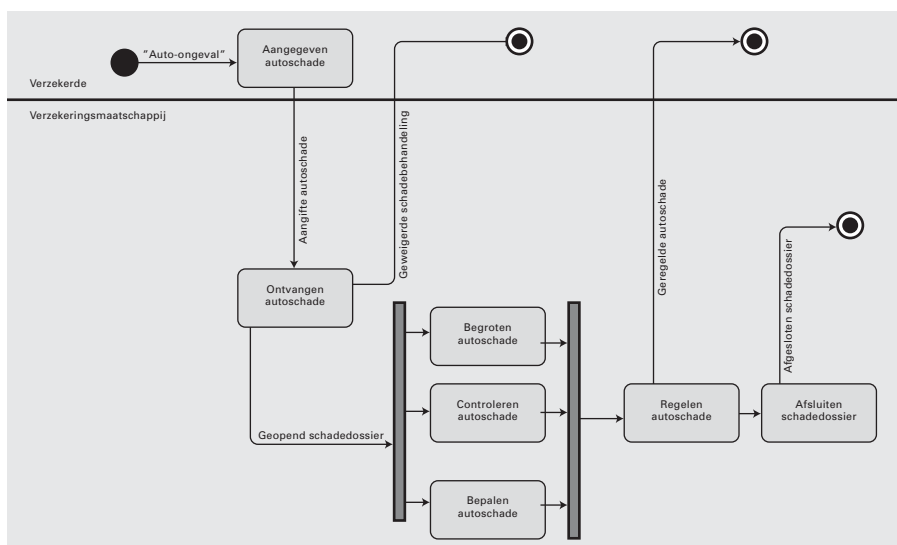 "Auto-ongeval"
Aangegeven
autoschade
Verzekerde
Verzekeringsmaatschappij
Aangifte autoschade
Geweigerde schadebehandeling
Geregelde autoschade
Afgesloten schadedossier
Ontvangen
autoschade
Geopend schadedossier
Begroten
autoschade
Controleren
autoschade
Bepalen
autoschade
Regelen
autoschade
Afsluiten
schadedossier